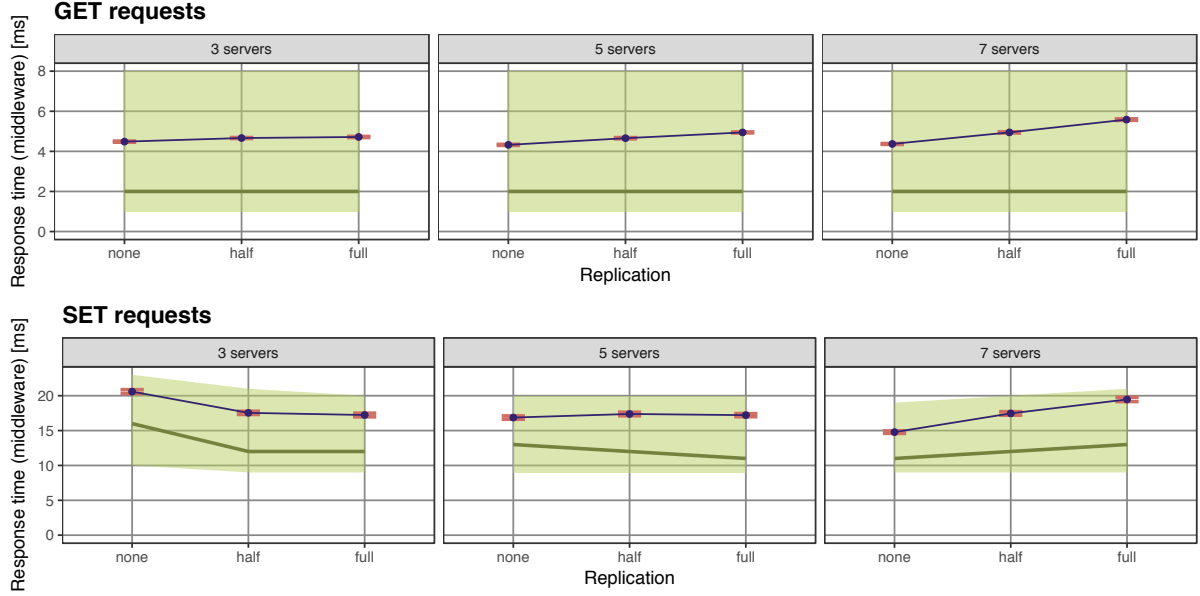 GET requests
Response time (middleware) [ms]
3 servers
5 servers
7 servers
8
6
4
2
0
none
half
full
none
half
full
none
half
full
Replication
SET requests
Response time (middleware) [ms]
3 servers
5 servers
7 servers
20
15
10
5
0
none
half
full
none
half
full
none
half
full
Replication